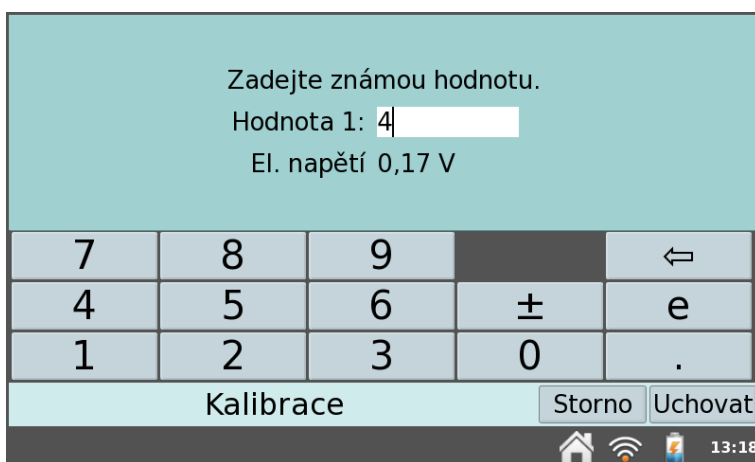 Zadejte známou hodnotu.
Hodnota 1: 4
El. napětí 0,17 V
7 8 9 ⇦
4 5 6 ± e
1 2 3 0 .
Kalibrace Storno Uchovat
13:18